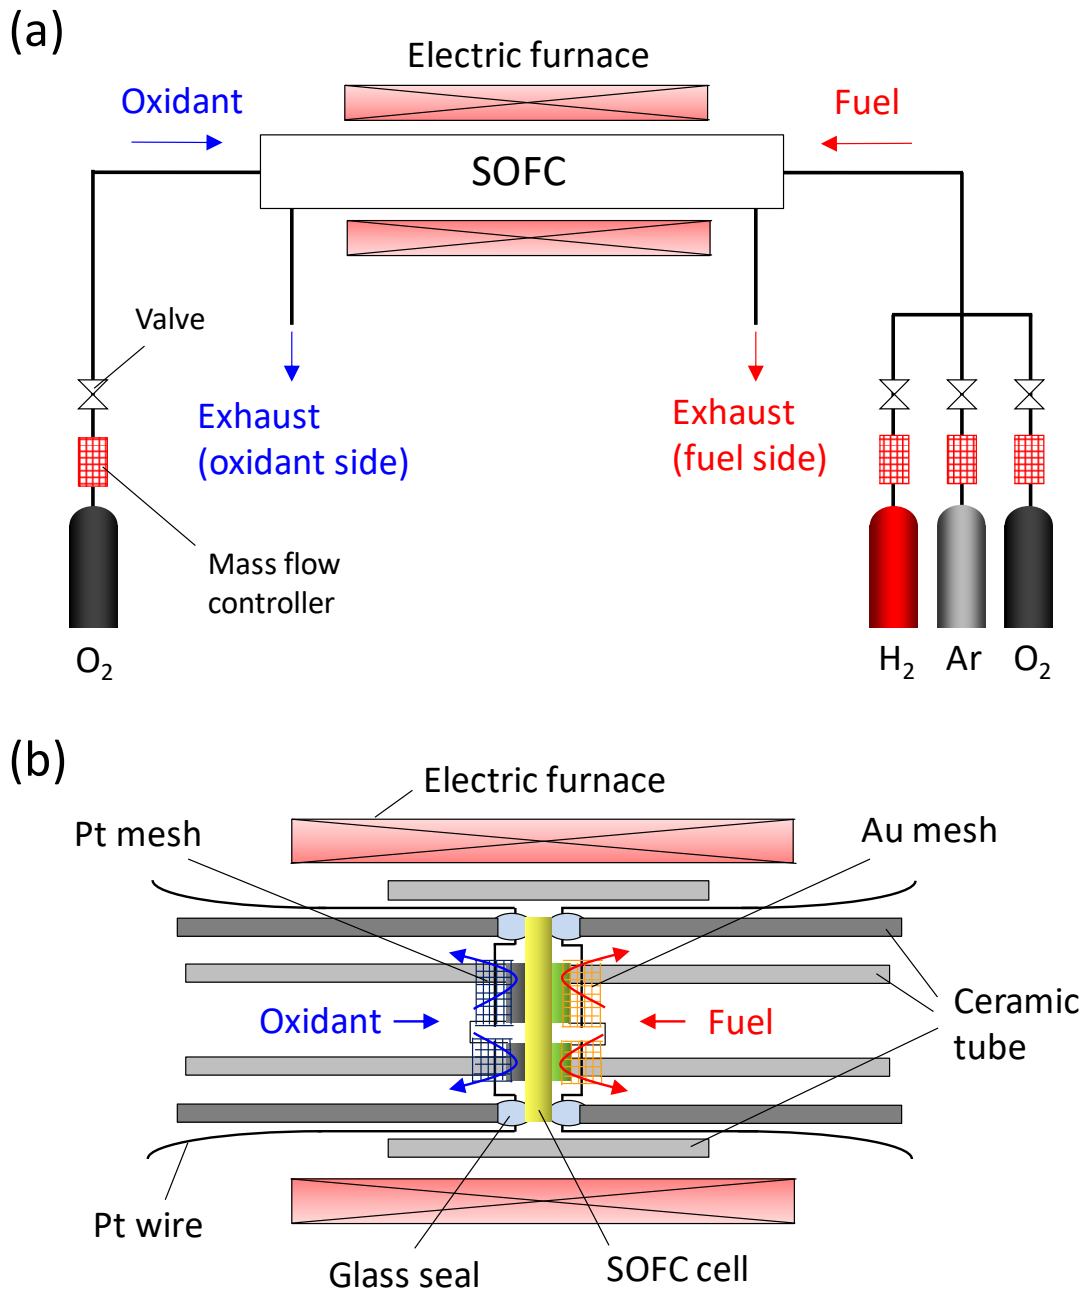 (a)
Electric furnace
Oxidant
Fuel
SOFC
Valve
Exhaust
(oxidant side)
Exhaust
(fuel side)
Mass flow
controller
O₂
H₂
Ar
O₂
(b)
Electric furnace
Pt mesh
Au mesh
Oxidant
Fuel
Ceramic
tube
Pt wire
Glass seal
SOFC cell